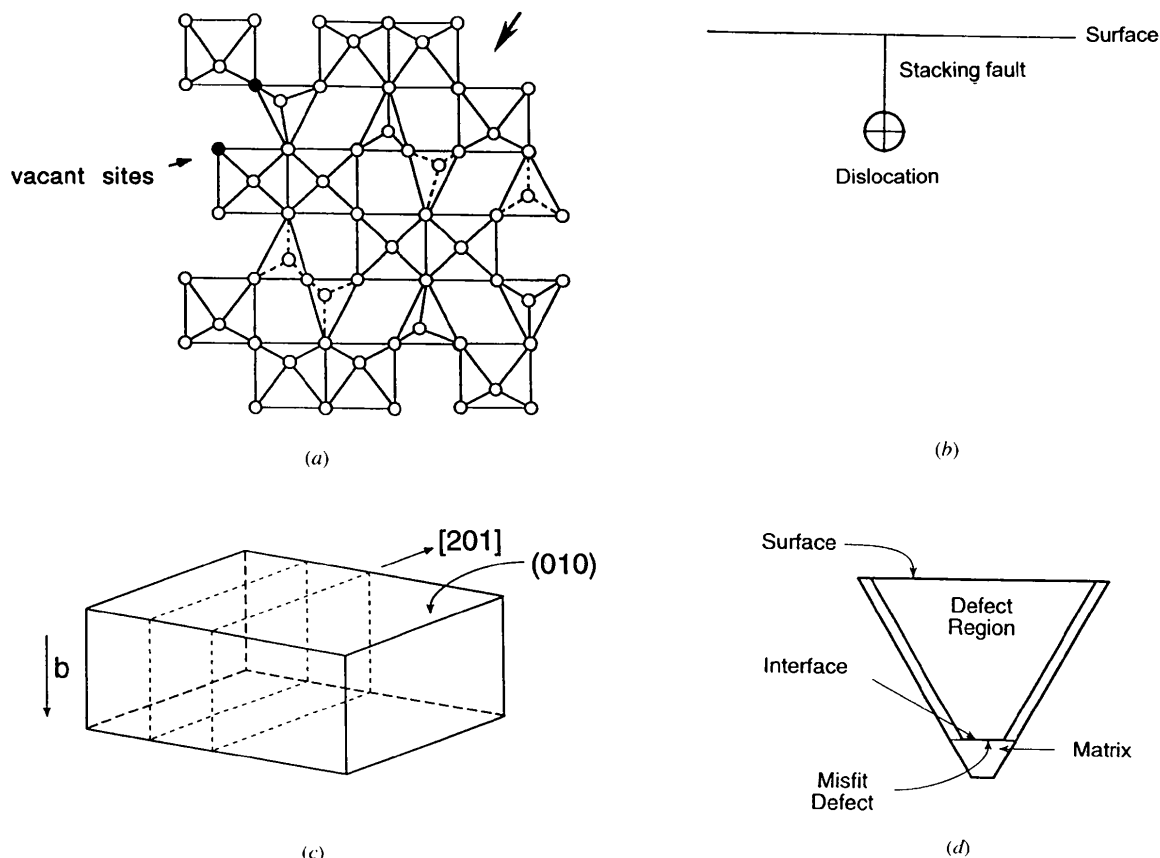 vacant sites
(a)
Surface
Stacking fault
Dislocation
(b)
[201]
(010)
b
(c)
Surface
Defect
Region
Interface
Matrix
Misfit
Defect
(d)